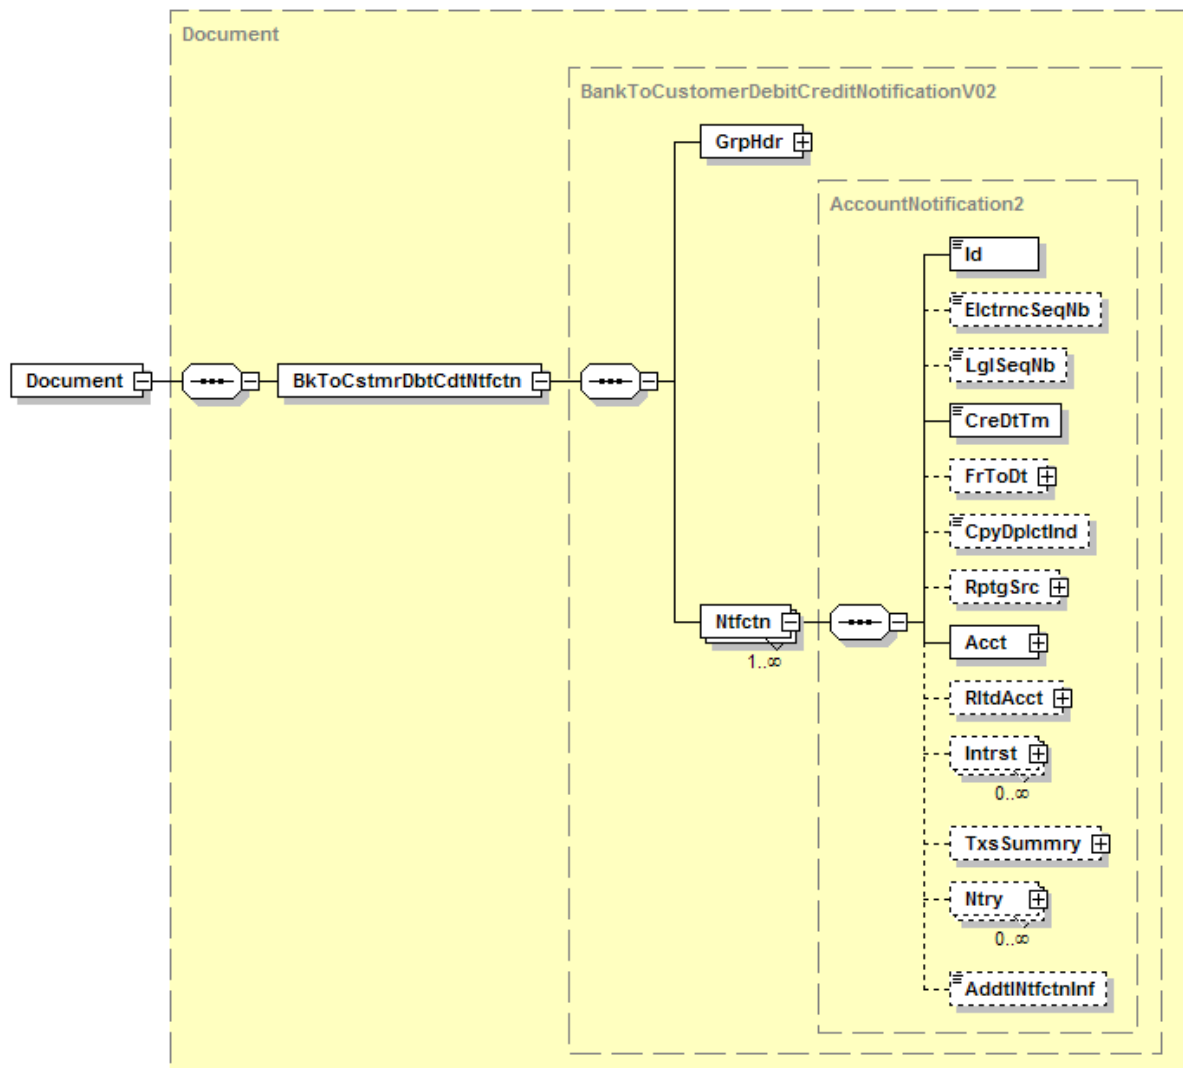 Document
BankToCustomerDebitCreditNotificationV02
GrpHdr
AccountNotification2
Id
ElctrncSeqNb
LglSeqNb
Document
BkToCstmrDbtCdtNtfctn
CreDtTm
FrToDt
CpyDplctInd
RptgSrc
Ntfctn
1..∞
Acct
RltdAcct
Intrst
0..∞
TxsSummry
Ntry
0..∞
AddtlNtfctnInf